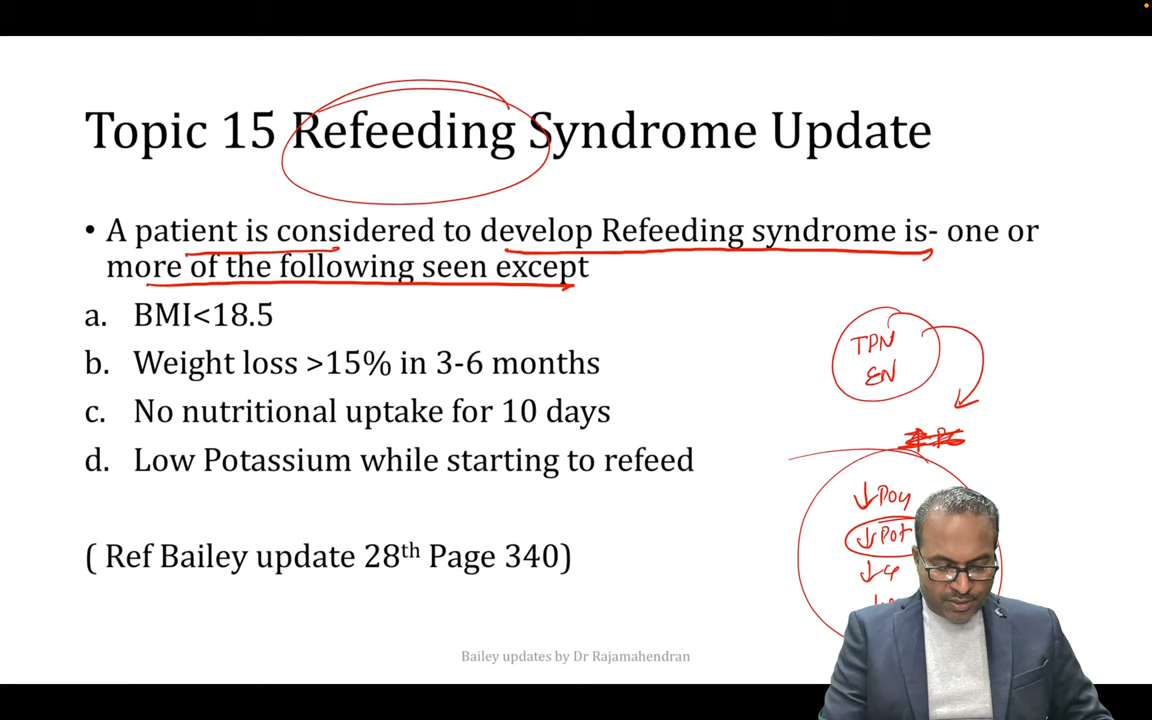 Topic 15 Refeeding Syndrome Update
• A patient is considered to develop Refeeding syndrome is- one or
more of the following seen except
a. BMI<18.5
b. Weight loss >15% in 3-6 months
c. No nutritional uptake for 10 days
d. Low Potassium while starting to refeed
TPN
EN
↓ PO4
↓ Pot
( Ref Bailey update 28th Page 340)
Bailey updates by Dr Rajamahendran